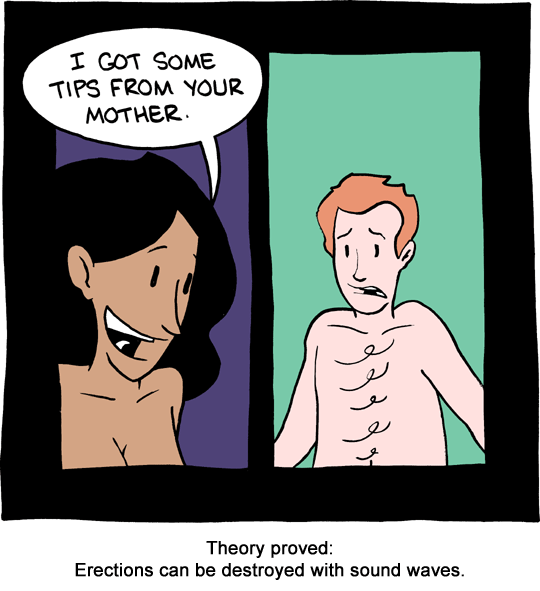 I GOT SOME
TIPS FROM YOUR
MOTHER.
Theory proved:
Erections can be destroyed with sound waves.